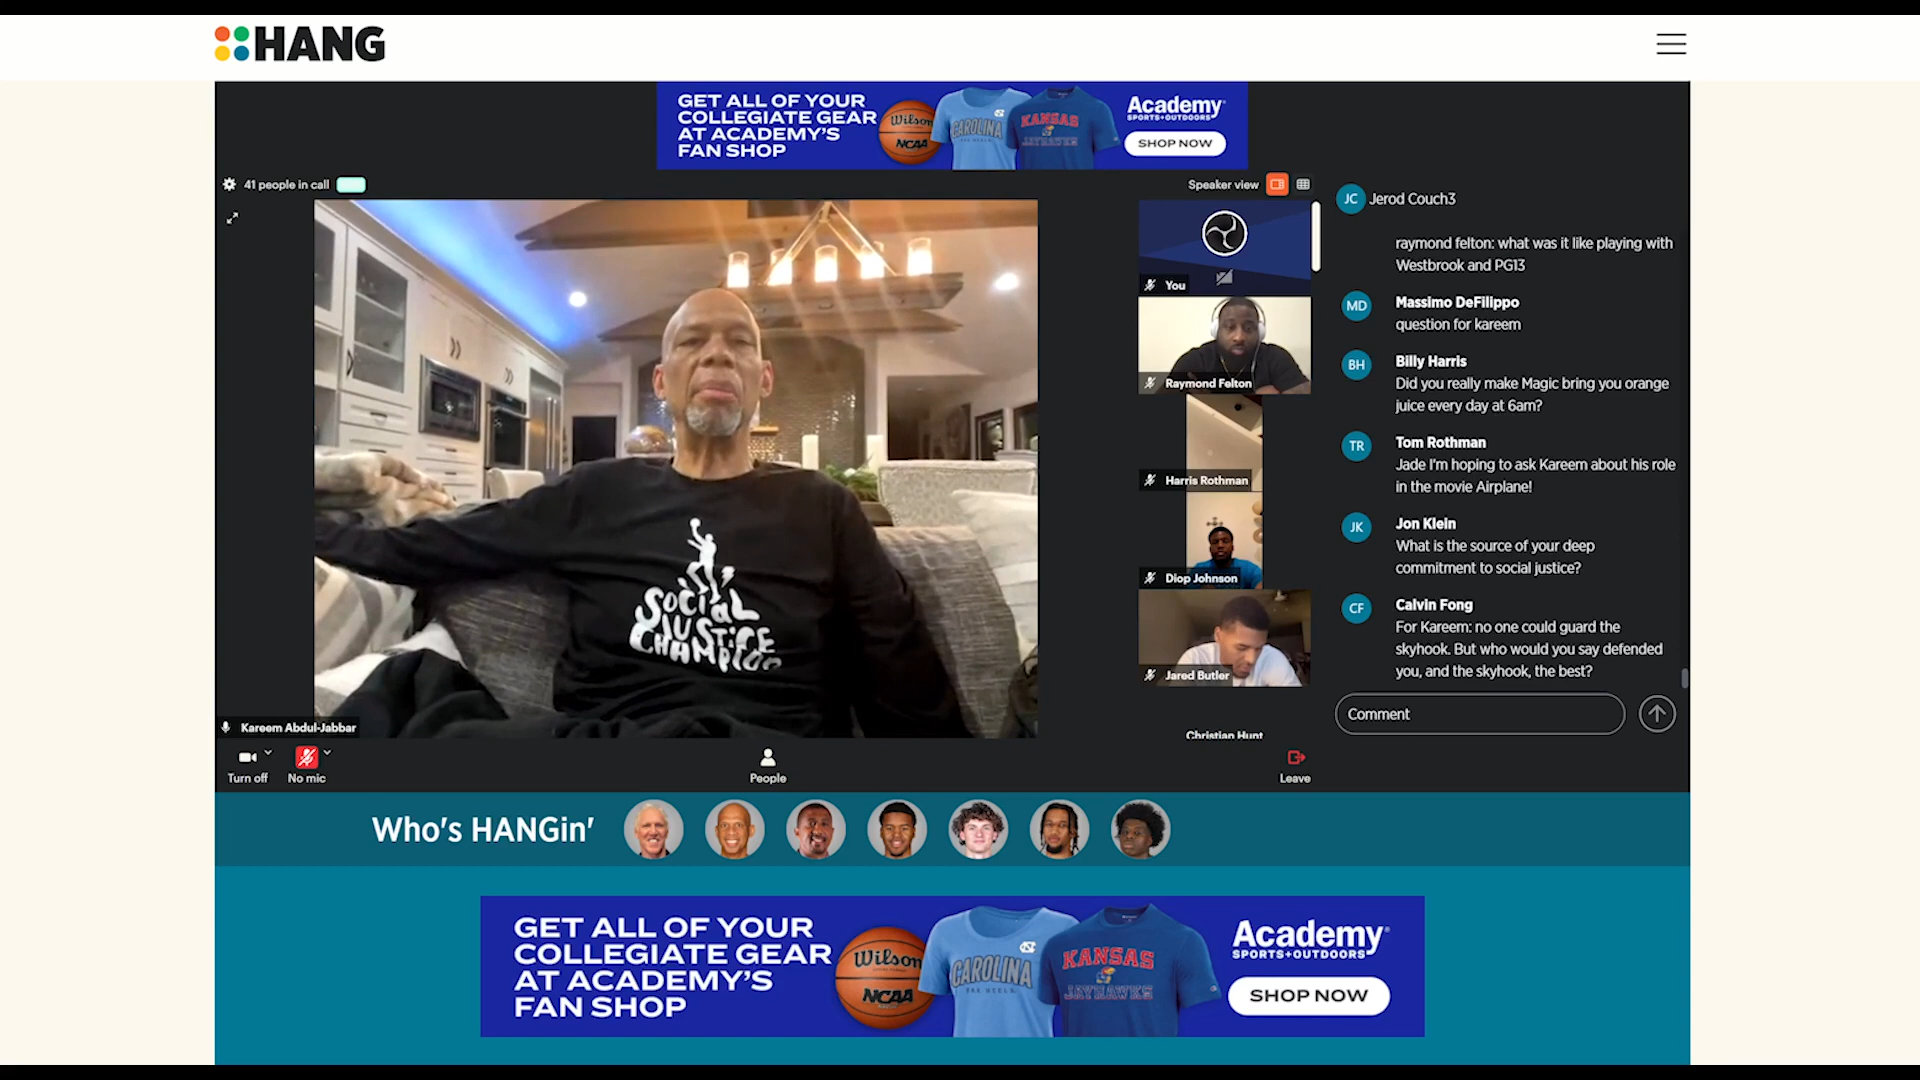 HANG
GET ALL OF YOUR
COLLEGIATE GEAR
AT ACADEMY'S
FAN SHOP
Wilson
NCAA
CAROLINA
TAR HEELS
KANSAS
JAYHAWKS
Academy
SPORTS+OUTDOORS
SHOP NOW
41 people in call
Speaker view
SOCIAL
JUSTICE
CHAMPION
Kareem Abdul-Jabbar
You
Raymond Felton
Harris Rothman
Diop Johnson
Jared Butler
Christian Hunt
JC Jerod Couch3
raymond felton: what was it like playing with
Westbrook and PG13
MD Massimo DeFilippo
question for kareem
BH Billy Harris
Did you really make Magic bring you orange
juice every day at 6am?
TR Tom Rothman
Jade I'm hoping to ask Kareem about his role
in the movie Airplane!
JK Jon Klein
What is the source of your deep
commitment to social justice?
CF Calvin Fong
For Kareem: no one could guard the
skyhook. But who would you say defended
you, and the skyhook, the best?
Comment
Turn off
No mic
People
Leave
Who's HANGin'
GET ALL OF YOUR
COLLEGIATE GEAR
AT ACADEMY'S
FAN SHOP
Wilson
NCAA
NC
CAROLINA
TAR HEELS
KANSAS
JAYHAWKS
Academy
SPORTS+OUTDOORS
SHOP NOW